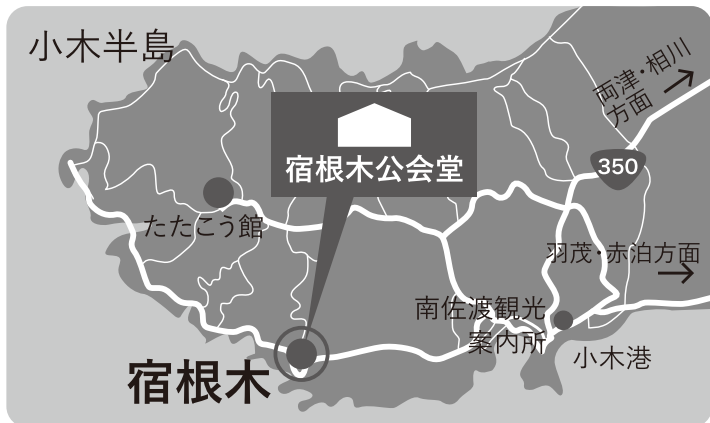 小木半島
両津・相川
方面
→
宿根木公会堂
350
たたこう館
羽茂・赤泊方面
→
南佐渡観光
案内所
小木港
宿根木